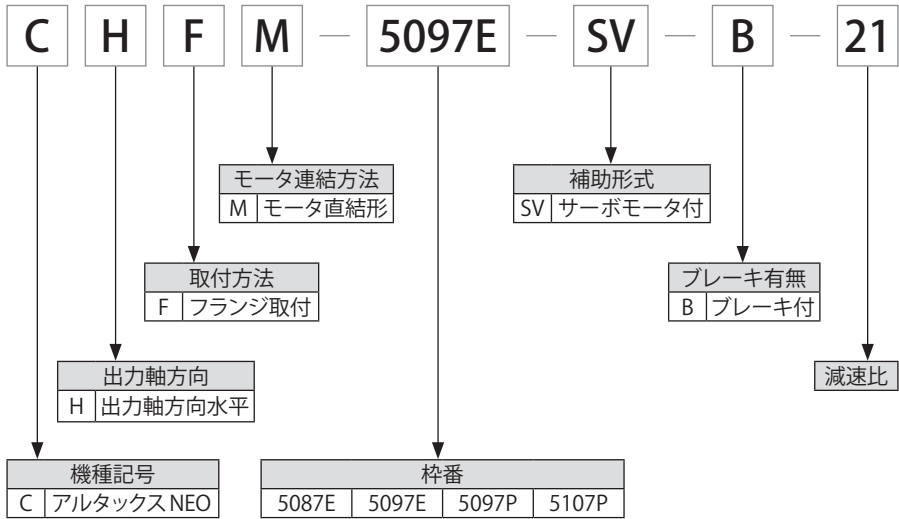 C H F M — 5097E — SV — B — 21
モータ連結方法
M モータ直結形
補助形式
SV サーボモータ付
取付方法
F フランジ取付
ブレーキ有無
B ブレーキ付
出力軸方向
H 出力軸方向水平
減速比
機種記号
C アルタックスNEO
枠番
5087E 5097E 5097P 5107P